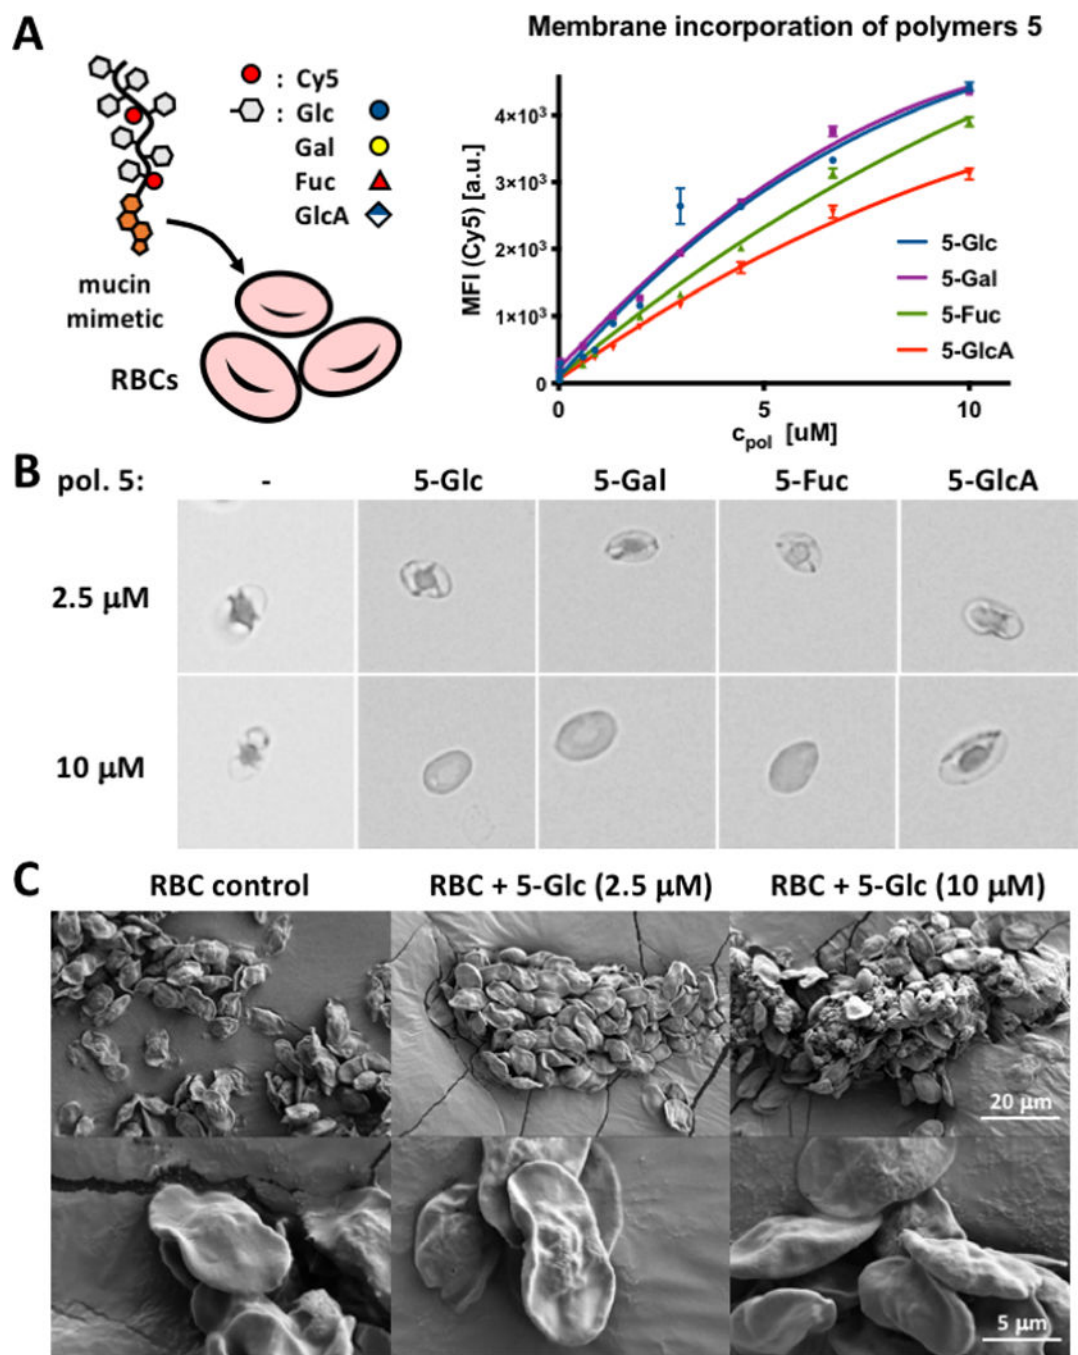 A
Membrane incorporation of polymers 5
: Cy5
: Glc
Gal
Fuc
GlcA
mucin
mimetic
RBCs
MFI (Cy5) [a.u.]
4×10³
3×10³
2×10³
1×10³
0
0
5
10
c_pol [uM]
5-Glc
5-Gal
5-Fuc
5-GlcA
B
pol. 5: - 5-Glc 5-Gal 5-Fuc 5-GlcA
2.5 µM
10 µM
C
RBC control RBC + 5-Glc (2.5 µM) RBC + 5-Glc (10 µM)
20 µm
5 µm